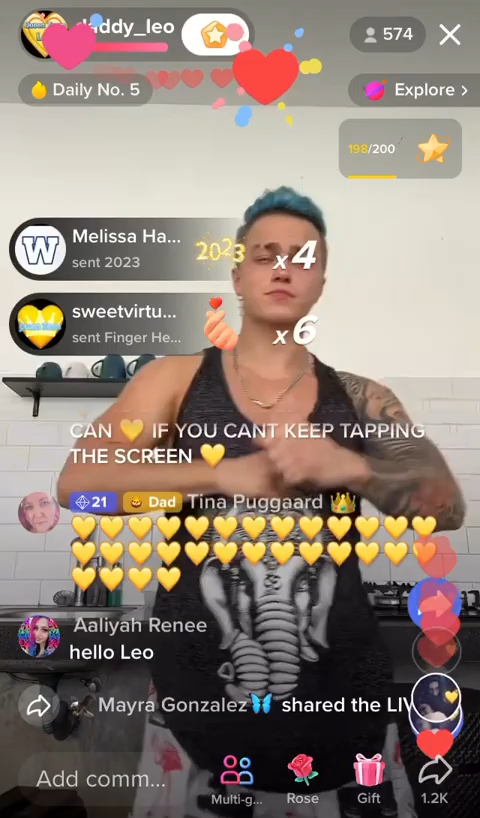 daddy_leo
574
Daily No. 5
Explore >
198/200
W
Melissa Ha...
sent 2023
2023
x4
sweetvirtu...
sent Finger He...
x6
CAN 💛 IF YOU CANT KEEP TAPPING
THE SCREEN 💛
21 Dad Tina Puggaard 👑
💛💛💛💛💛💛💛💛💛💛💛💛💛
💛💛💛💛💛💛💛💛💛💛💛💛💛
💛💛💛💛
Aaliyah Renee
hello Leo
Mayra Gonzalez🦋 shared the LIV
Add comm...
Multi-g...
Rose
Gift
1.2K